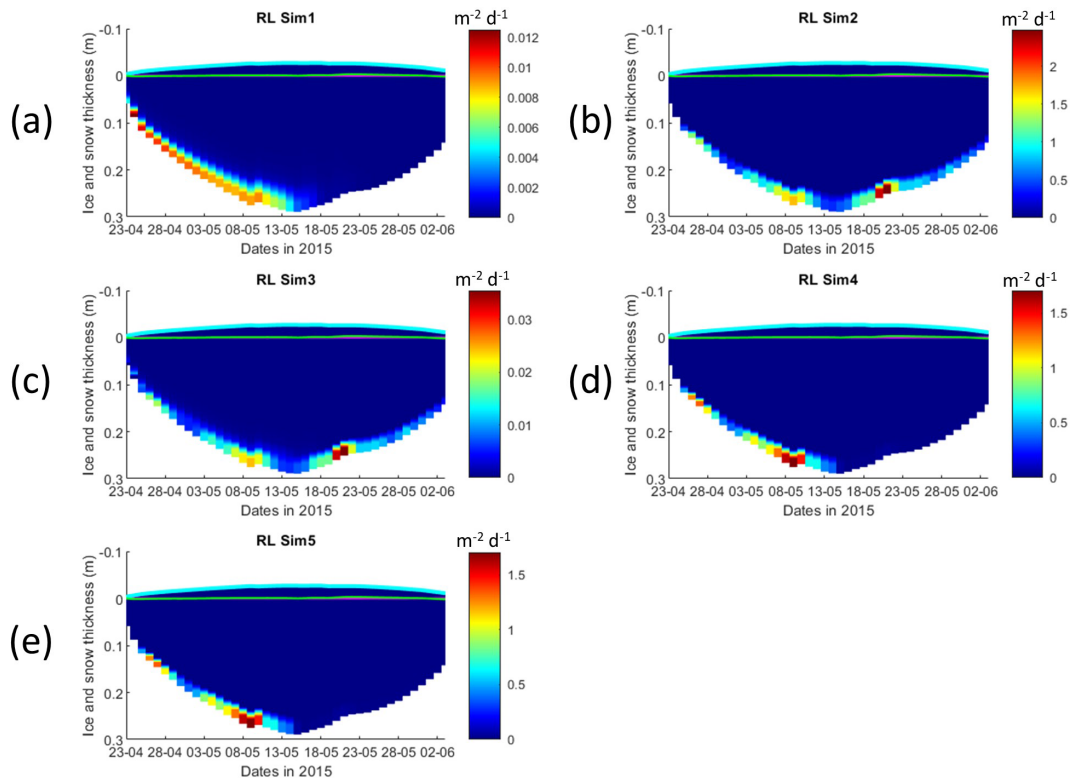 (a)
RL Sim1
m⁻² d⁻¹
Ice and snow thickness (m)
-0.1
0
0.1
0.2
0.3
23-04 28-04 03-05 08-05 13-05 18-05 23-05 28-05 02-06
Dates in 2015
0.012
0.01
0.008
0.006
0.004
0.002
0
(b)
RL Sim2
m⁻² d⁻¹
Ice and snow thickness (m)
-0.1
0
0.1
0.2
0.3
23-04 28-04 03-05 08-05 13-05 18-05 23-05 28-05 02-06
Dates in 2015
2
1.5
1
0.5
0
(c)
RL Sim3
m⁻² d⁻¹
Ice and snow thickness (m)
-0.1
0
0.1
0.2
0.3
23-04 28-04 03-05 08-05 13-05 18-05 23-05 28-05 02-06
Dates in 2015
0.03
0.02
0.01
0
(d)
RL Sim4
m⁻² d⁻¹
Ice and snow thickness (m)
-0.1
0
0.1
0.2
0.3
23-04 28-04 03-05 08-05 13-05 18-05 23-05 28-05 02-06
Dates in 2015
1.5
1
0.5
0
(e)
RL Sim5
m⁻² d⁻¹
Ice and snow thickness (m)
-0.1
0
0.1
0.2
0.3
23-04 28-04 03-05 08-05 13-05 18-05 23-05 28-05 02-06
Dates in 2015
1.5
1
0.5
0